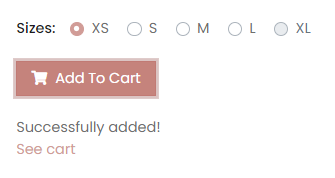 Sizes: XS S M L XL
Add To Cart
Successfully added!
See cart